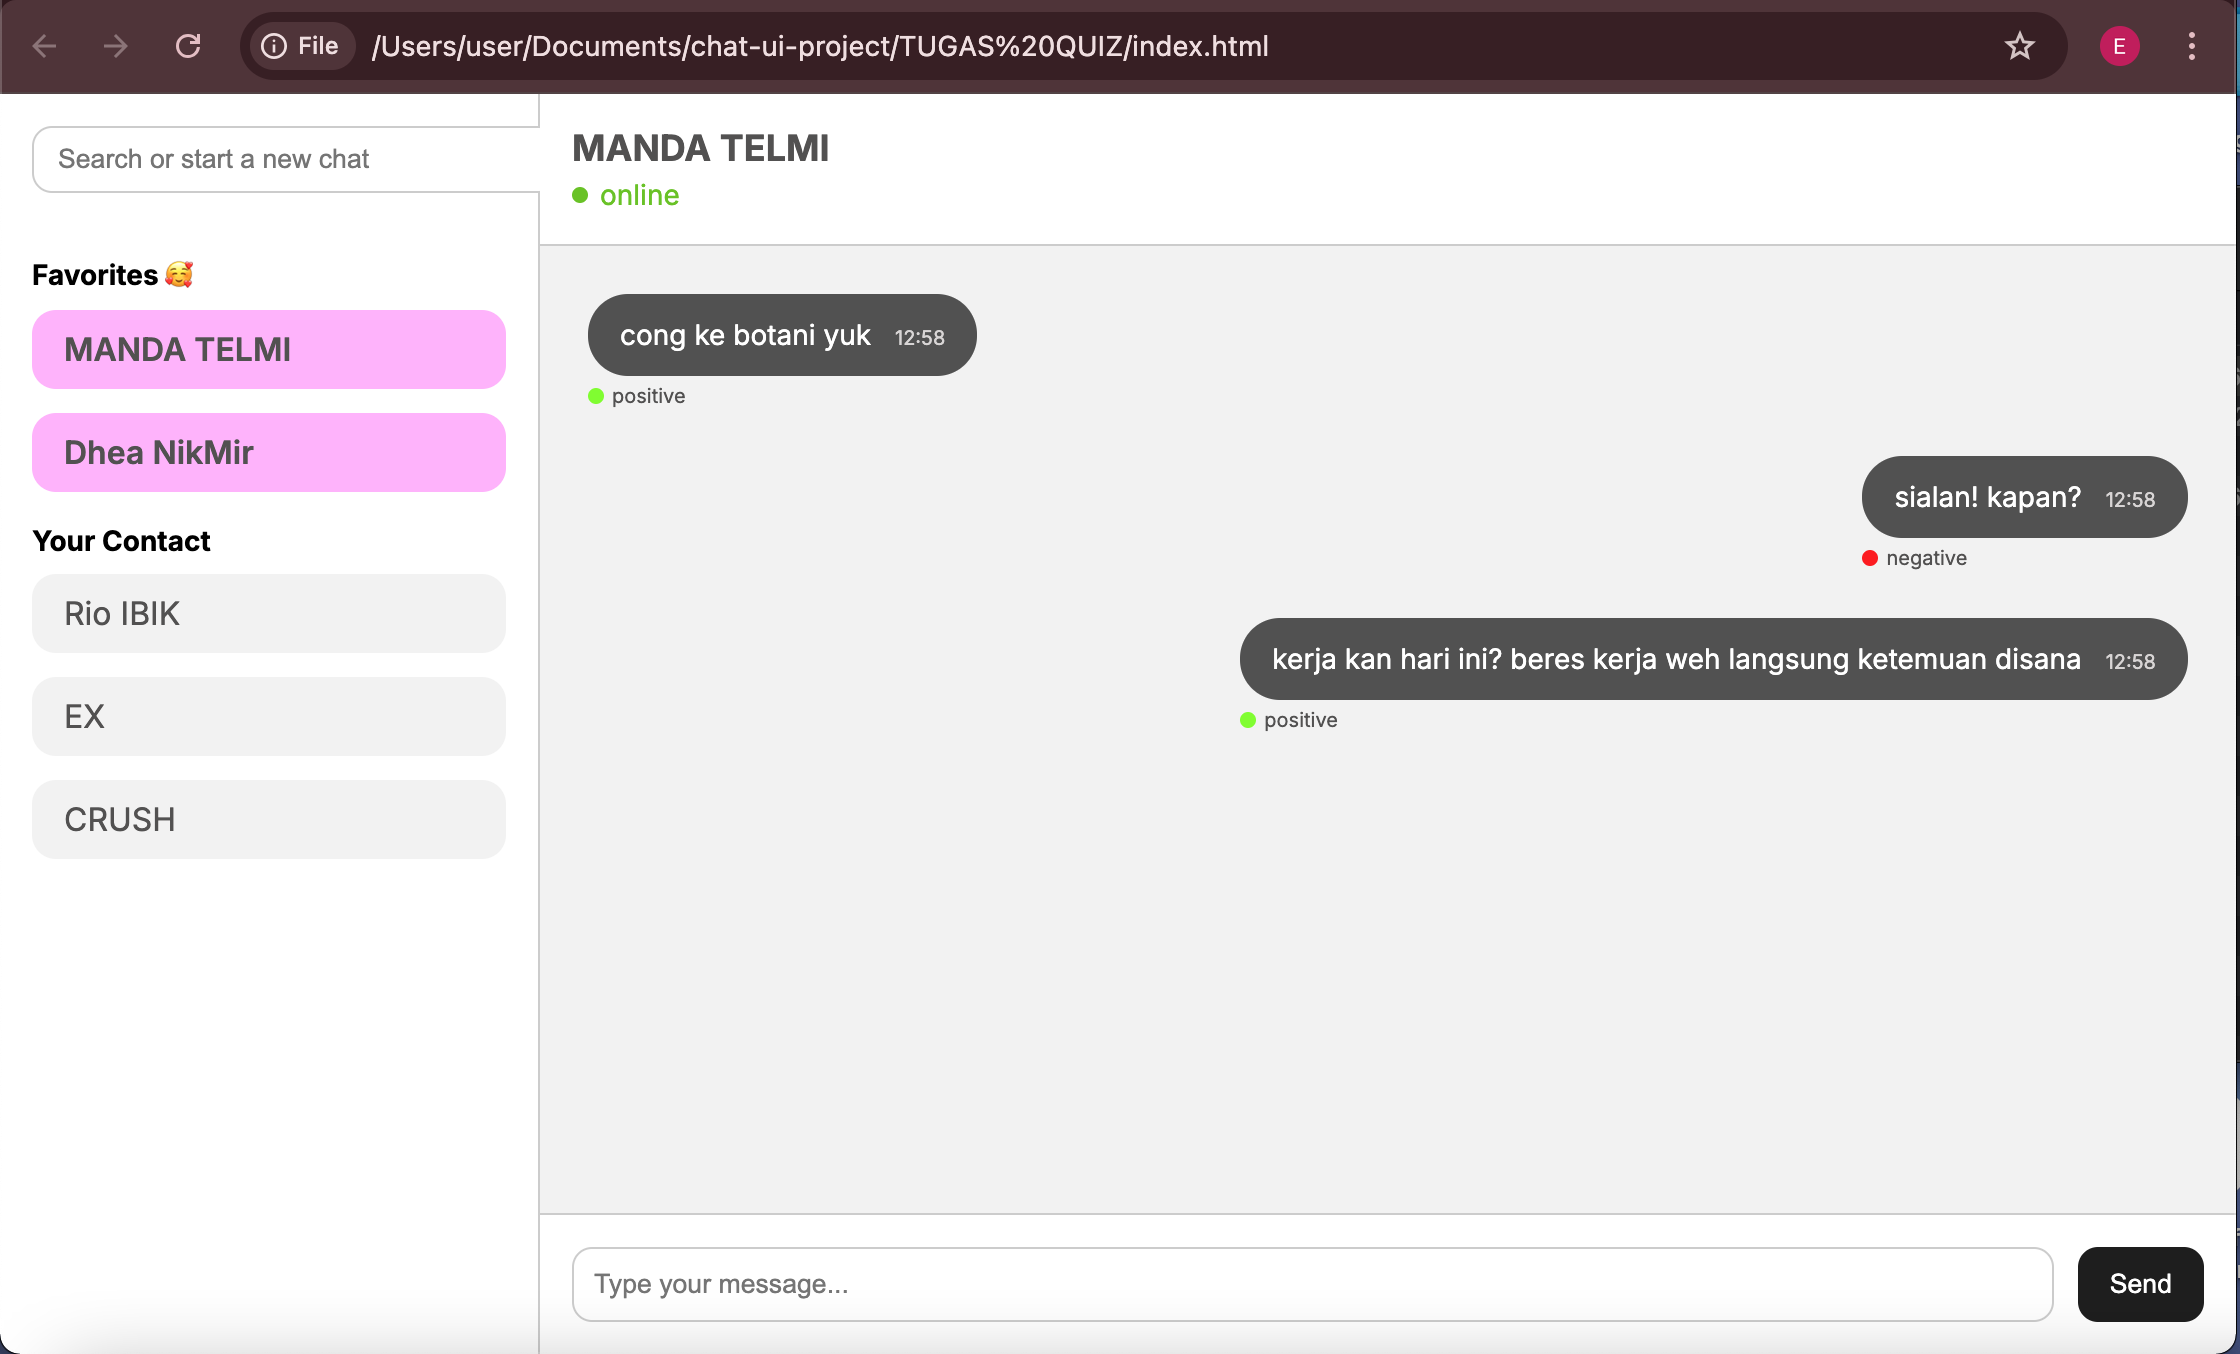 File /Users/user/Documents/chat-ui-project/TUGAS%20QUIZ/index.html E
Search or start a new chat
Favorites 🥰
MANDA TELMI
Dhea NikMir
Your Contact
Rio IBIK
EX
CRUSH
MANDA TELMI
online
cong ke botani yuk 12:58
positive
sialan! kapan? 12:58
negative
kerja kan hari ini? beres kerja weh langsung ketemuan disana 12:58
positive
Type your message...
Send